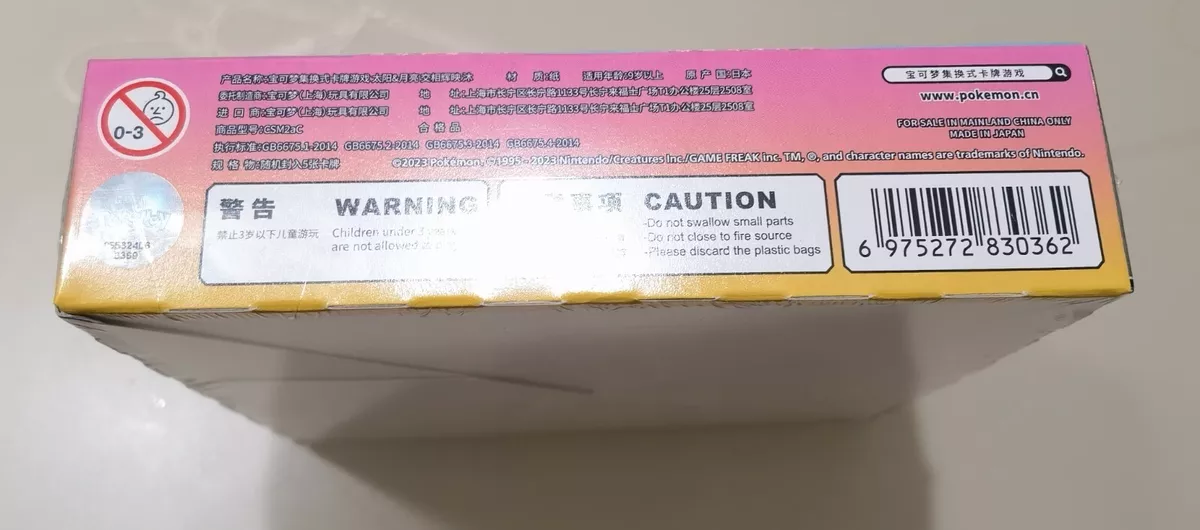 产品名称:宝可梦集换式卡牌游戏·太阳&月亮:交相辉映:沐 材 质:纸 适用年龄:9岁以上 原 产 国:日本
委托制造商:宝可梦(上海)玩具有限公司 地 址:上海市长宁区长宁路1133号长宁来福士广场T1办公楼25层2508室
进 口 商:宝可梦(上海)玩具有限公司 地 址:上海市长宁区长宁路1133号长宁来福士广场T1办公楼25层2508室
商品型号:CSM2aC 合 格 品
执行标准:GB6675.1-2014 GB6675.2-2014 GB6675.3-2014 GB6675.4-2014
规 格 物:随机封入5张卡牌
©2023 Pokémon. ©1995 - 2023 Nintendo/Creatures Inc./GAME FREAK inc. TM, ®, and character names are trademarks of Nintendo.
宝可梦集换式卡牌游戏
www.pokemon.cn
FOR SALE IN MAINLAND CHINA ONLY
MADE IN JAPAN
0-3
0369
警告
禁止3岁以下儿童游玩
WARNING
Children under 3
are not allowed
事项
CAUTION
-Do not swallow small parts
-Do not close to fire source
-Please discard the plastic bags
6 975272 830362